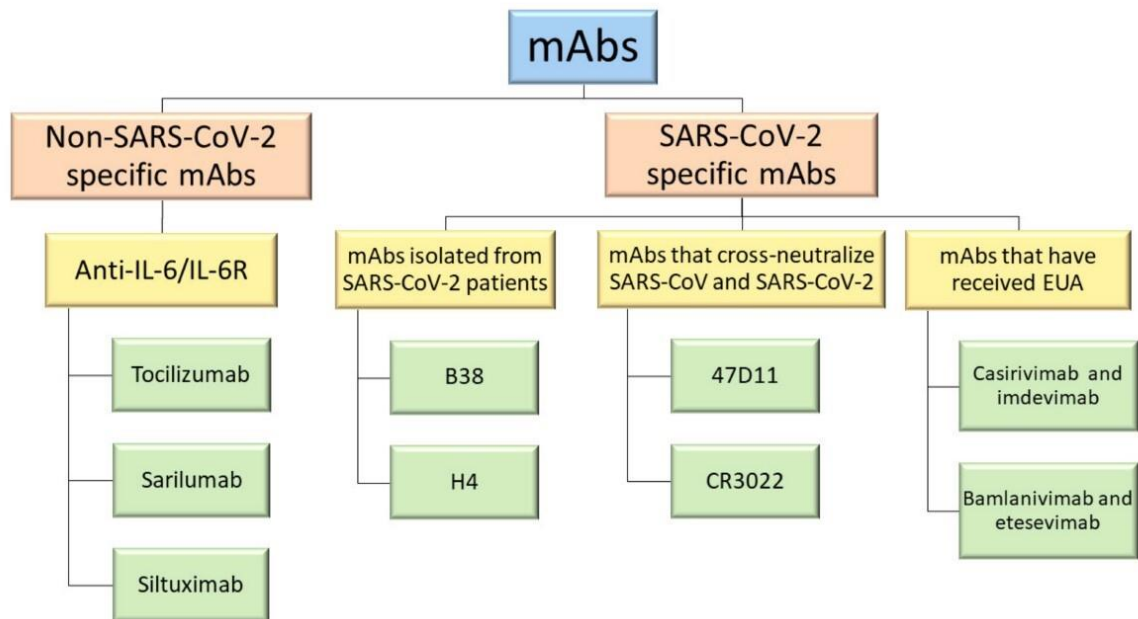 mAbs
Non-SARS-CoV-2
specific mAbs
SARS-CoV-2
specific mAbs
Anti-IL-6/IL-6R
mAbs isolated from
SARS-CoV-2 patients
mAbs that cross-neutralize
SARS-CoV and SARS-CoV-2
mAbs that have
received EUA
Tocilizumab
Sarilumab
Siltuximab
B38
H4
47D11
CR3022
Casirivimab and
imdevimab
Bamlanivimab and
etesevimab